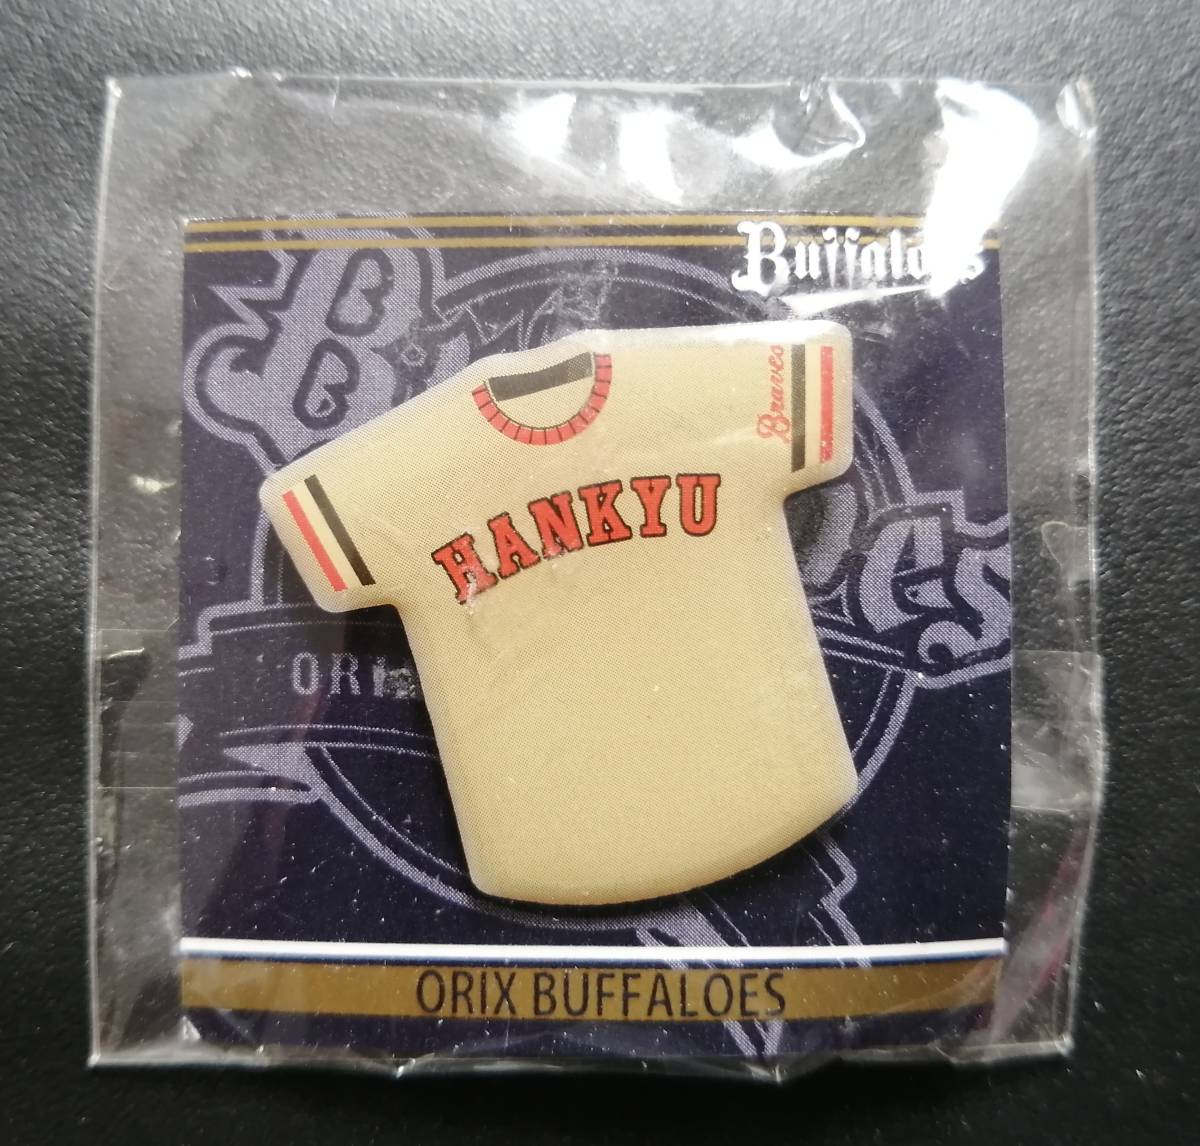 Buffaloes
Braves
HANKYU
ORIX BUFFALOES